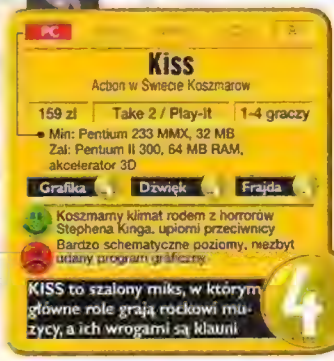 PC
A
Kiss
Action w Świecie Koszmarów
159 zl Take 2 / Play-It 1-4 graczy
Min: Pentium 233 MMX, 32 MB
Zal: Pentium II 300, 64 MB RAM,
akcelerator 3D
Grafika Dźwięk Frajda
Koszmarny klimat rodem z horrorów
Stephena Kinga, upiorni przeciwnicy
Bardzo schematyczne poziomy, niezbyt
udany program graficzny
KISS to szalony miks, w którym
główne role grają rockowi mu-
zycy, a ich wrogami są klauni
4